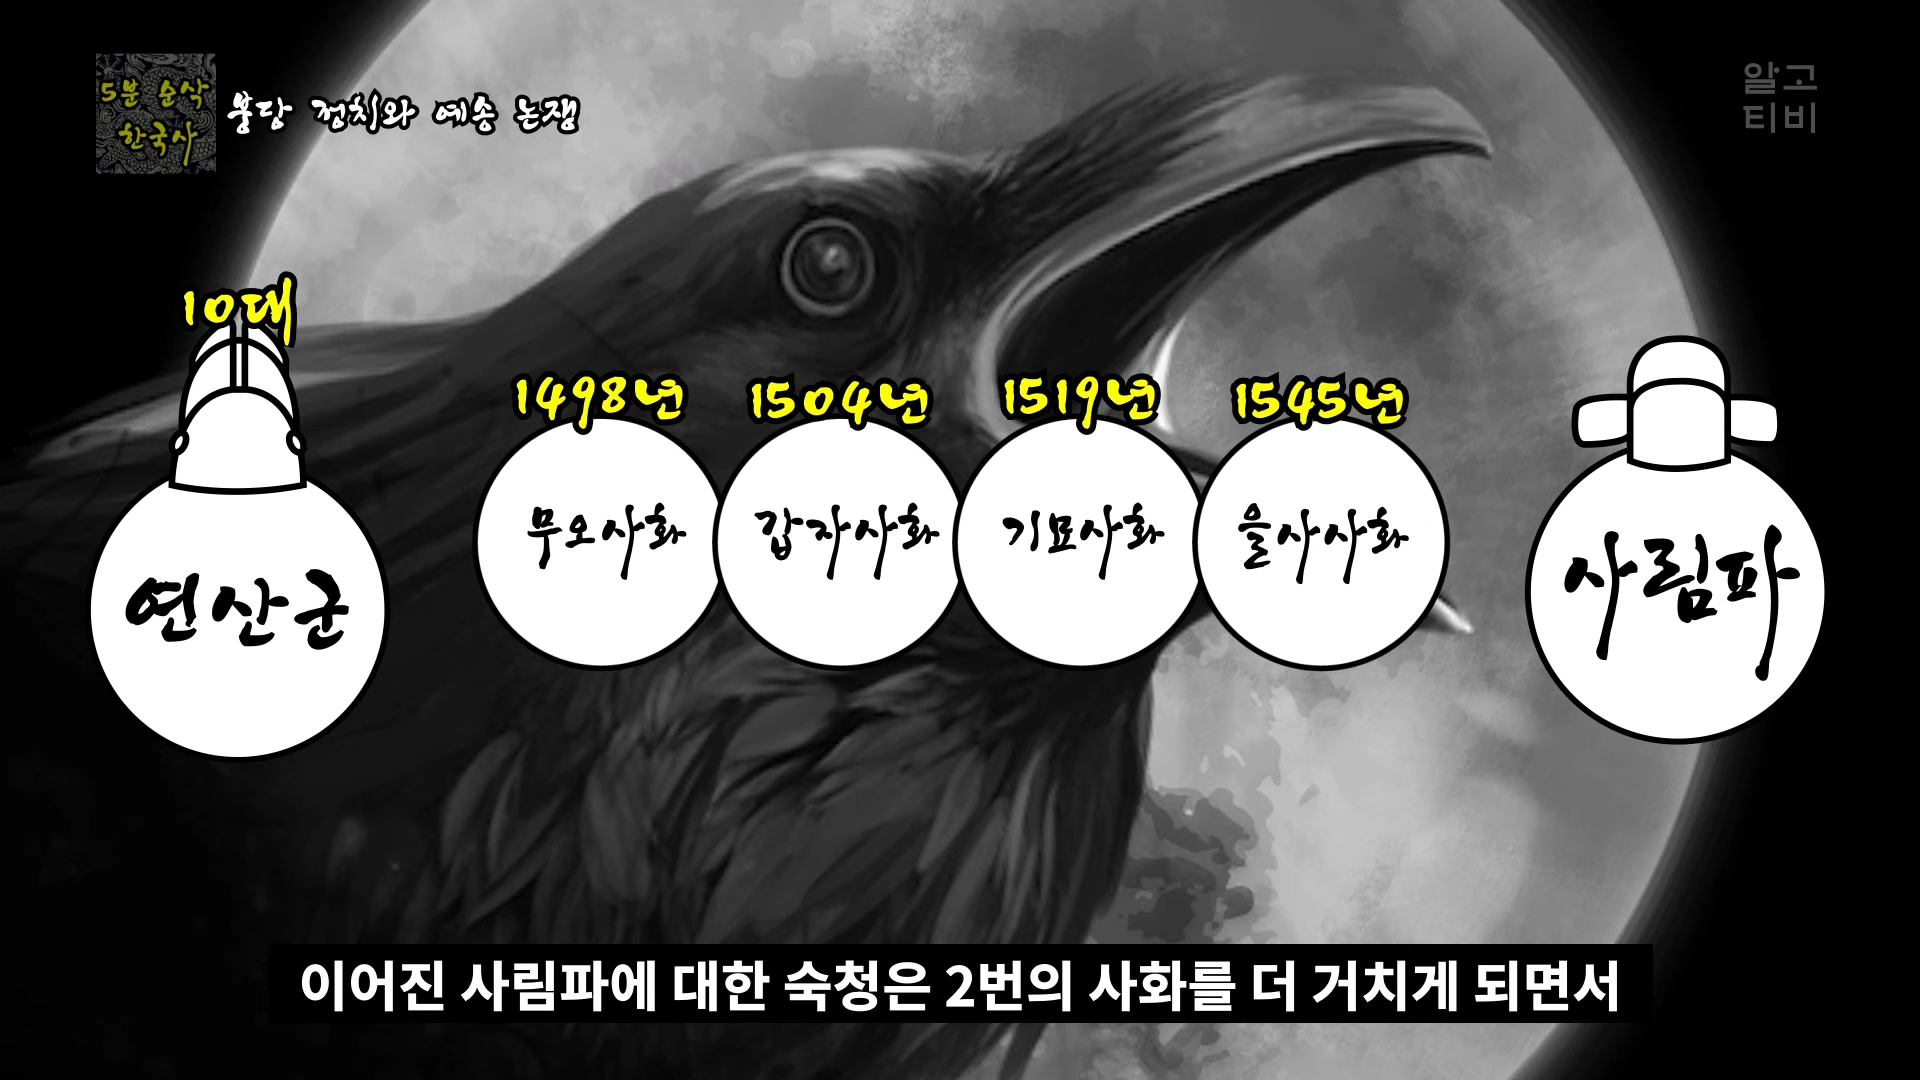 5분 순삭
한국사
붕당 정치와 예송 논쟁
알고
티비
10대
연산군
1498년
무오사화
1504년
갑자사화
1519년
기묘사화
1545년
을사사화
사림파
이어진 사림파에 대한 숙청은 2번의 사화를 더 거치게 되면서